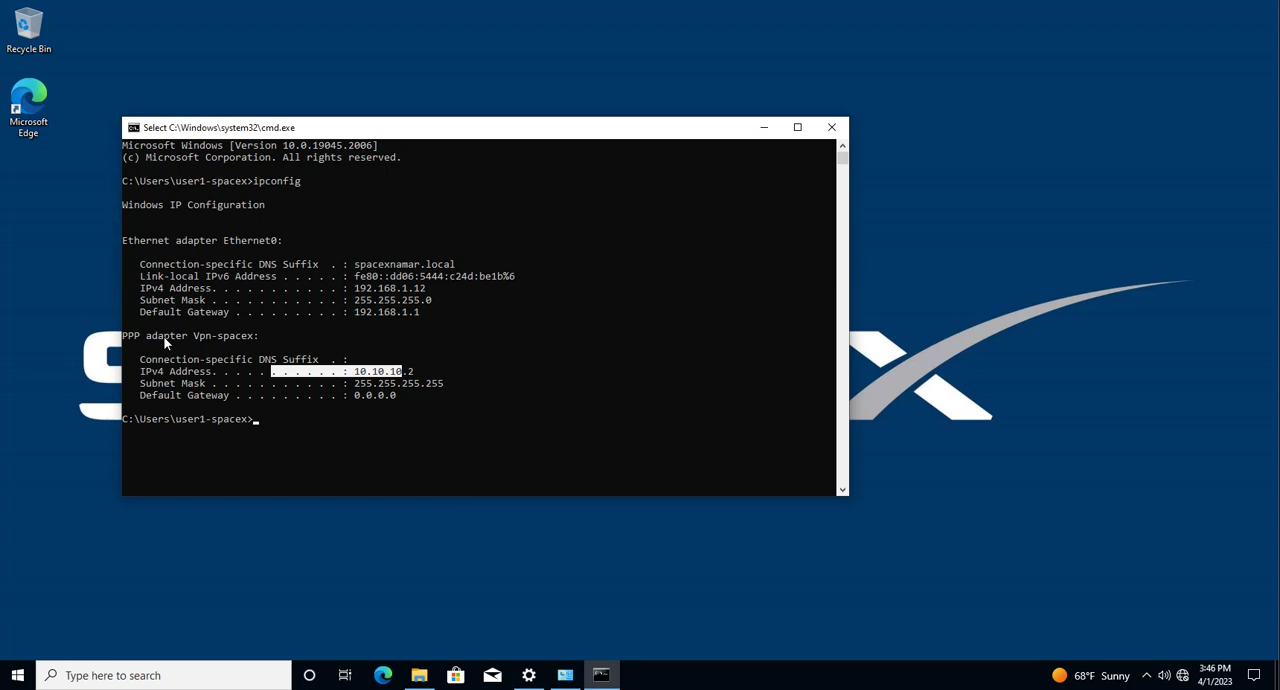 Recycle Bin
Microsoft
Edge
Select C:\Windows\system32\cmd.exe
Microsoft Windows [Version 10.0.19045.2006]
(c) Microsoft Corporation. All rights reserved.
C:\Users\user1-spacex>ipconfig
Windows IP Configuration
Ethernet adapter Ethernet0:
Connection-specific DNS Suffix  . : spacexnamar.local
Link-local IPv6 Address . . . . . : fe80::dd06:5444:c24d:be1b%6
IPv4 Address. . . . . . . . . . . : 192.168.1.12
Subnet Mask . . . . . . . . . . . : 255.255.255.0
Default Gateway . . . . . . . . . : 192.168.1.1
PPP adapter Vpn-spacex:
Connection-specific DNS Suffix  . :
IPv4 Address. . . . . . . . . . . : 10.10.10.2
Subnet Mask . . . . . . . . . . . : 255.255.255.255
Default Gateway . . . . . . . . . : 0.0.0.0
C:\Users\user1-spacex>
Type here to search
68°F Sunny
3:46 PM
4/1/2023